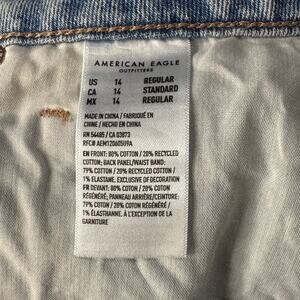 AMERICAN EAGLE
OUTFITTERS
US 14 REGULAR
CA 14 STANDARD
MX 14 REGULAR
MADE IN CHINA / FABRIQUÉ EN
CHINE / HECHO EN CHINA
RN 54485 / CA 03873
RFC# AEM120605U9A
EN FRONT: 80% COTTON / 20% RECYCLED
COTTON; BACK PANEL/WAIST BAND:
79% COTTON / 20% RECYCLED COTTON /
1% ELASTANE. EXCLUSIVE OF DECORATION
FR DEVANT: 80% COTON / 20% COTON
RÉGÉNÉRÉ; PANNEAU ARRIÈRE/CEINTURE:
79% COTON / 20% COTON RÉGÉNÉRÉ /
1% ÉLASTHANNE. À L'EXCEPTION DE LA
GARNITURE